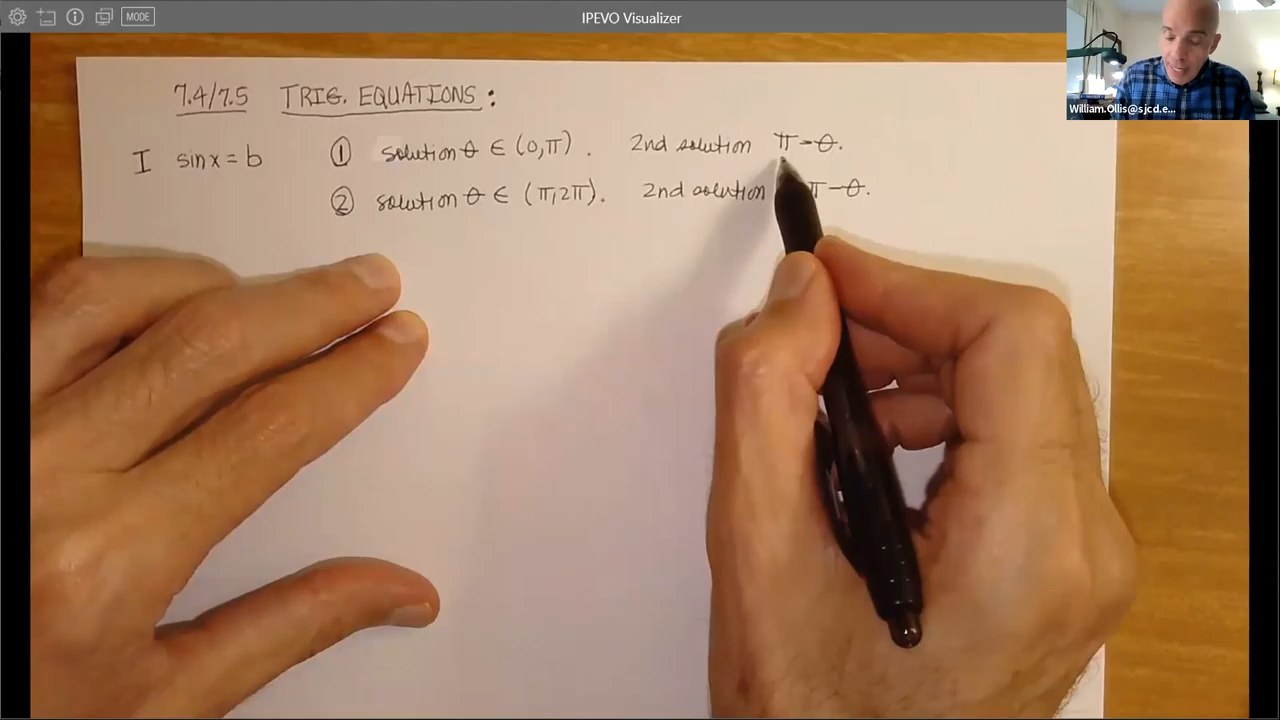 MODE
IPEVO Visualizer
William.Ollis@sjcd.e...
7.4/7.5 TRIG. EQUATIONS:
I sinx = b ① solution θ ∈ (0,π). 2nd solution π-θ.
② solution θ ∈ (π,2π). 2nd solution π-θ.